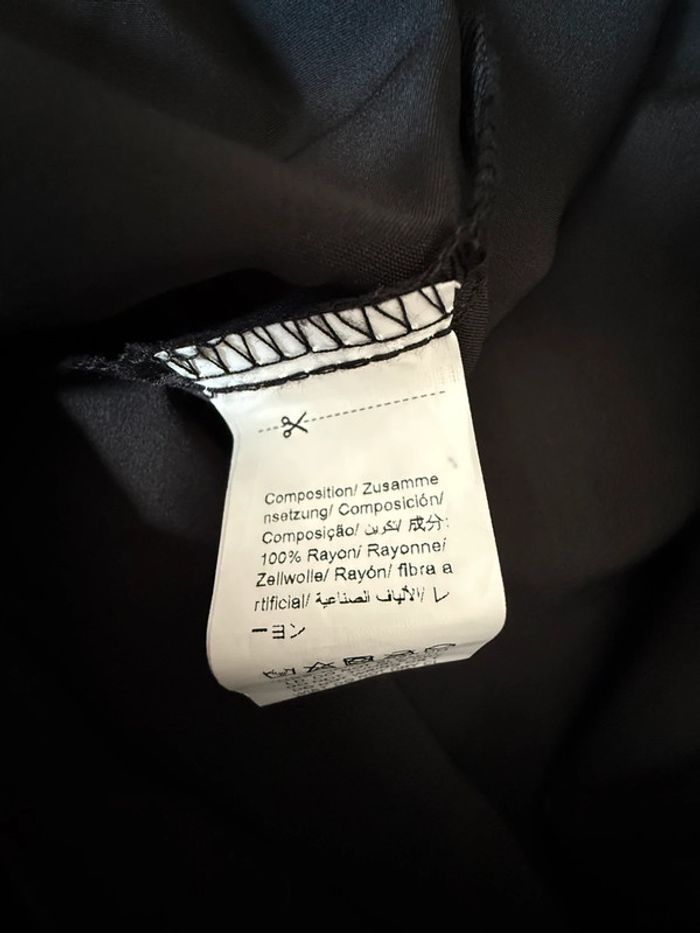 Composition/ Zusamme
nsetzung/ Composición/
Composição/ تكوين/ 成分:
100% Rayon/ Rayonne/
Zellwolle/ Rayón/ fibra a
rtificial/ الألياف الصناعية/ レ
ーヨン